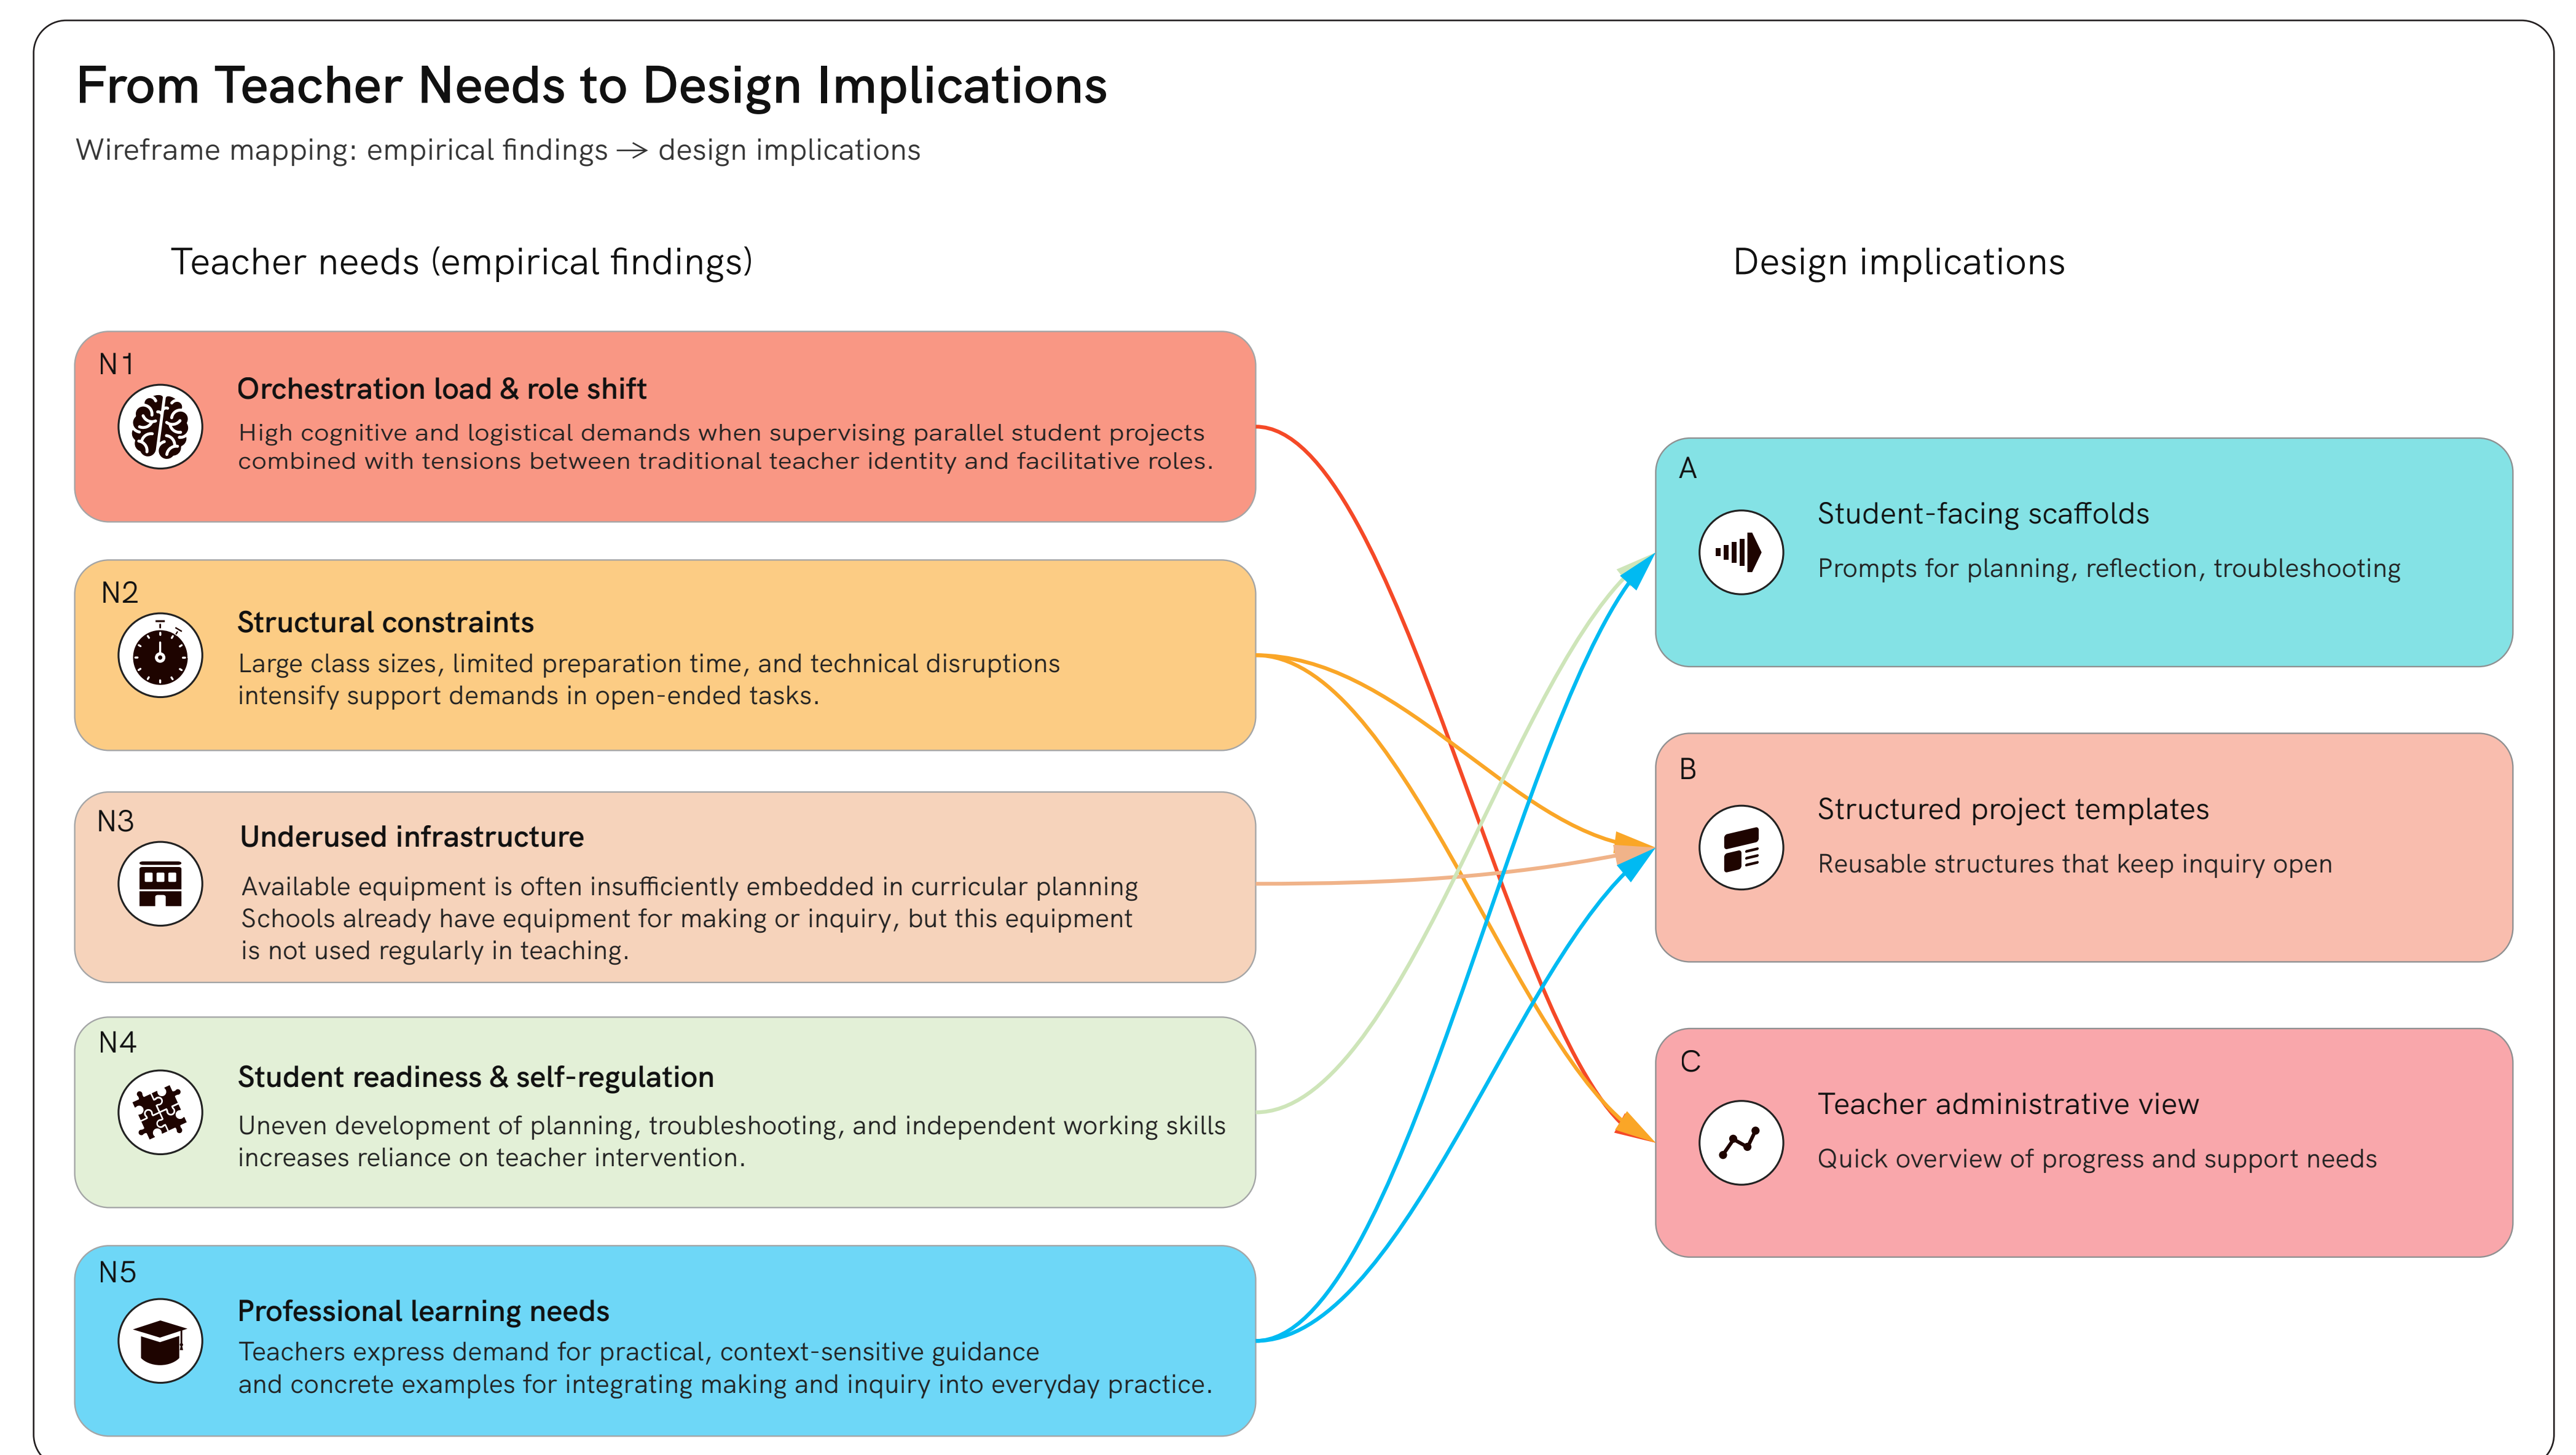 From Teacher Needs to Design Implications
Wireframe mapping: empirical findings → design implications
Teacher needs (empirical findings)
N1
Orchestration load & role shift
High cognitive and logistical demands when supervising parallel student projects
combined with tensions between traditional teacher identity and facilitative roles.
N2
Structural constraints
Large class sizes, limited preparation time, and technical disruptions
intensify support demands in open-ended tasks.
N3
Underused infrastructure
Available equipment is often insufficiently embedded in curricular planning
Schools already have equipment for making or inquiry, but this equipment
is not used regularly in teaching.
N4
Student readiness & self-regulation
Uneven development of planning, troubleshooting, and independent working skills
increases reliance on teacher intervention.
N5
Professional learning needs
Teachers express demand for practical, context-sensitive guidance
and concrete examples for integrating making and inquiry into everyday practice.
Design implications
A
Student-facing scaffolds
Prompts for planning, reflection, troubleshooting
B
Structured project templates
Reusable structures that keep inquiry open
C
Teacher administrative view
Quick overview of progress and support needs